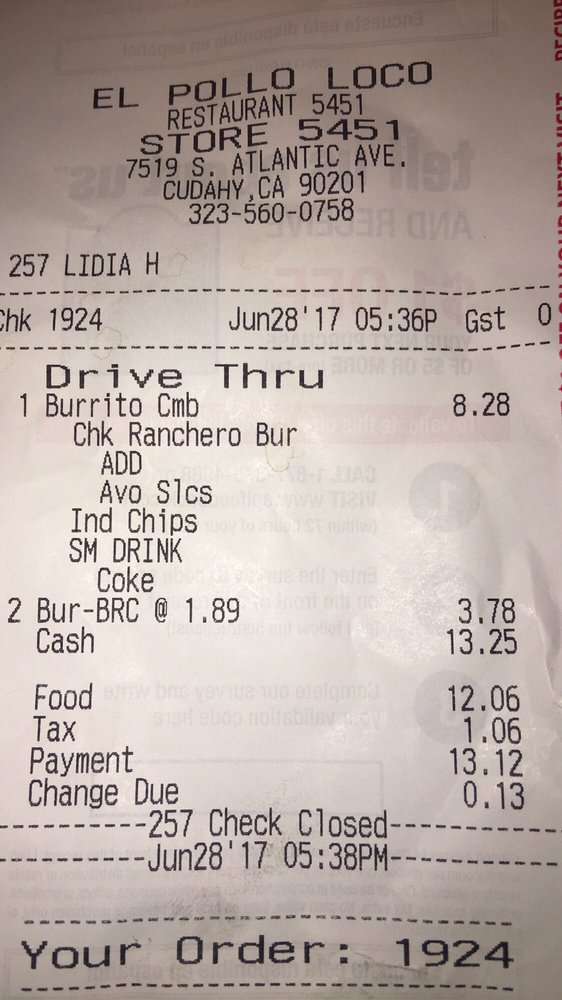 EL POLLO LOCO
RESTAURANT 5451
STORE 5451
7519 S. ATLANTIC AVE.
CUDAHY,CA 90201
323-560-0758
257 LIDIA H
Chk 1924 Jun28'17 05:36P Gst 0
Drive Thru
1 Burrito Cmb 8.28
Chk Ranchero Bur
ADD
Avo Slcs
Ind Chips
SM DRINK
Coke
2 Bur-BRC @ 1.89 3.78
Cash 13.25
Food 12.06
Tax 1.06
Payment 13.12
Change Due 0.13
----------257 Check Closed----------
----------Jun28'17 05:38PM----------
Your Order: 1924